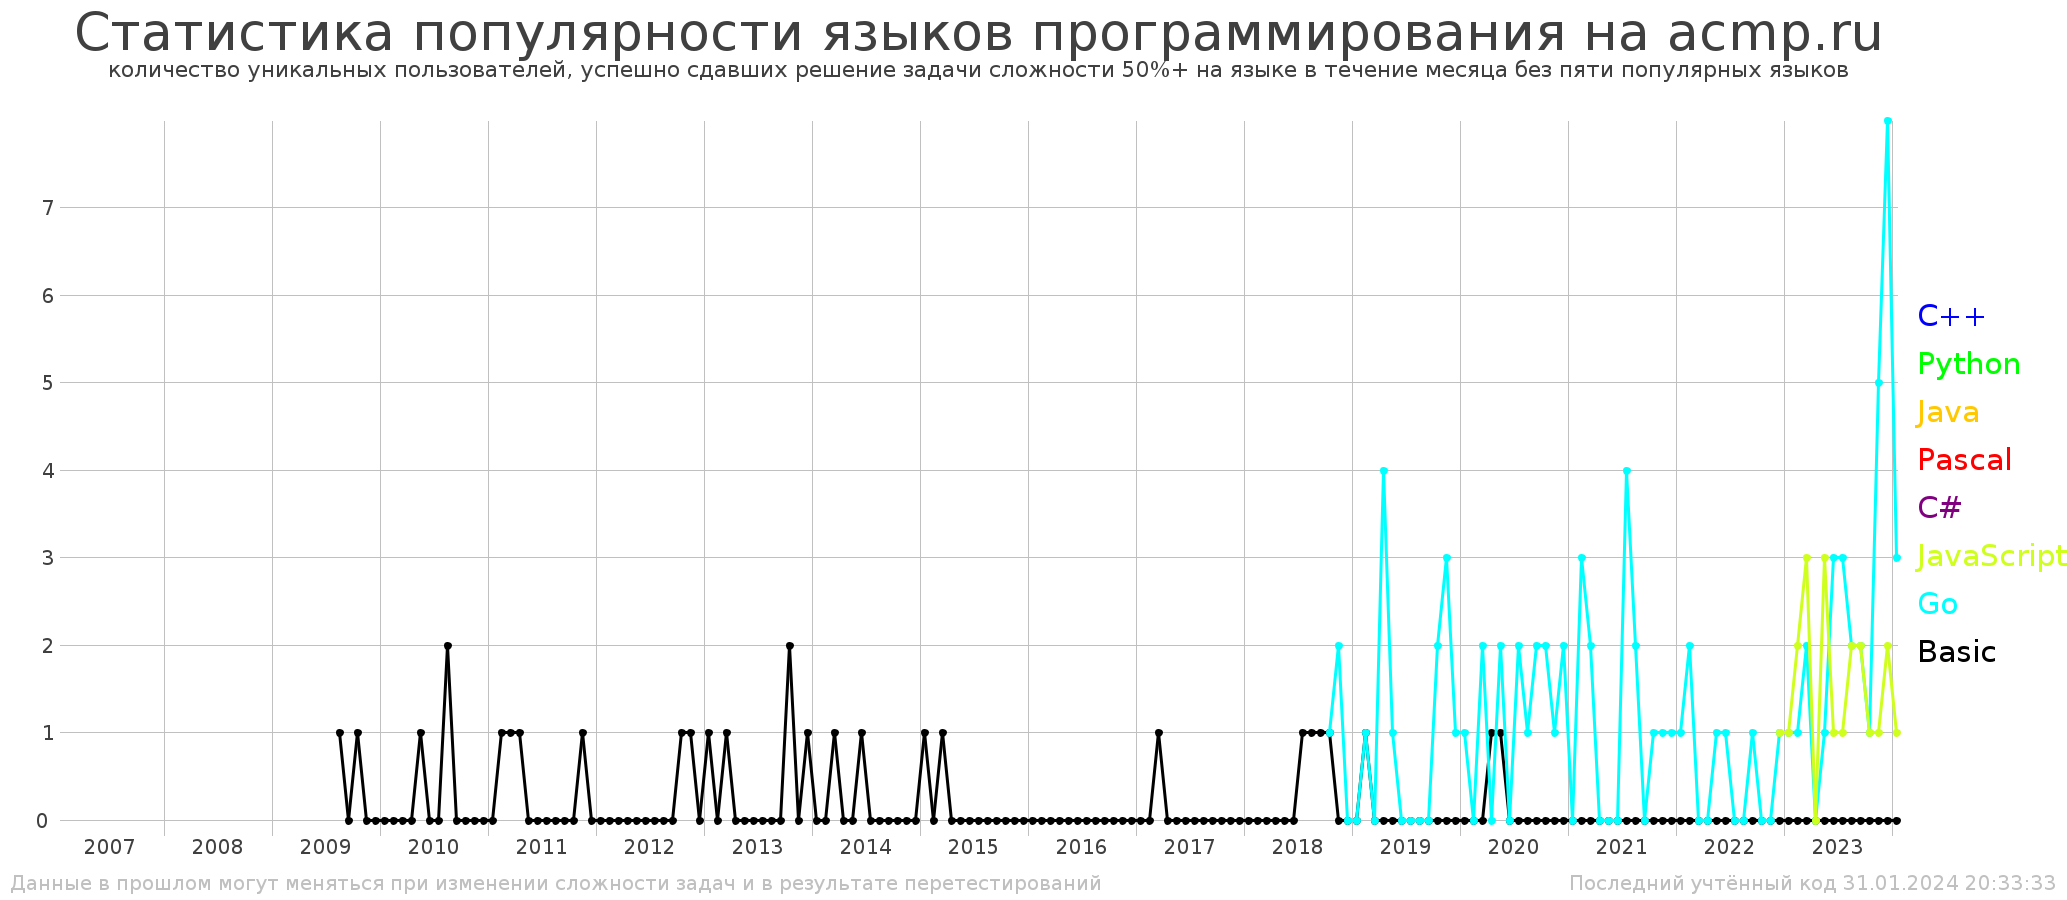 Статистика популярности языков программирования на acmp.ru
количество уникальных пользователей, успешно сдавших решение задачи сложности 50%+ на языке в течение месяца без пяти популярных языков
7
6
5
4
3
2
1
0
2007 2008 2009 2010 2011 2012 2013 2014 2015 2016 2017 2018 2019 2020 2021 2022 2023
C++
Python
Java
Pascal
C#
JavaScript
Go
Basic
Данные в прошлом могут меняться при изменении сложности задач и в результате перетестирований
Последний учтённый код 31.01.2024 20:33:33